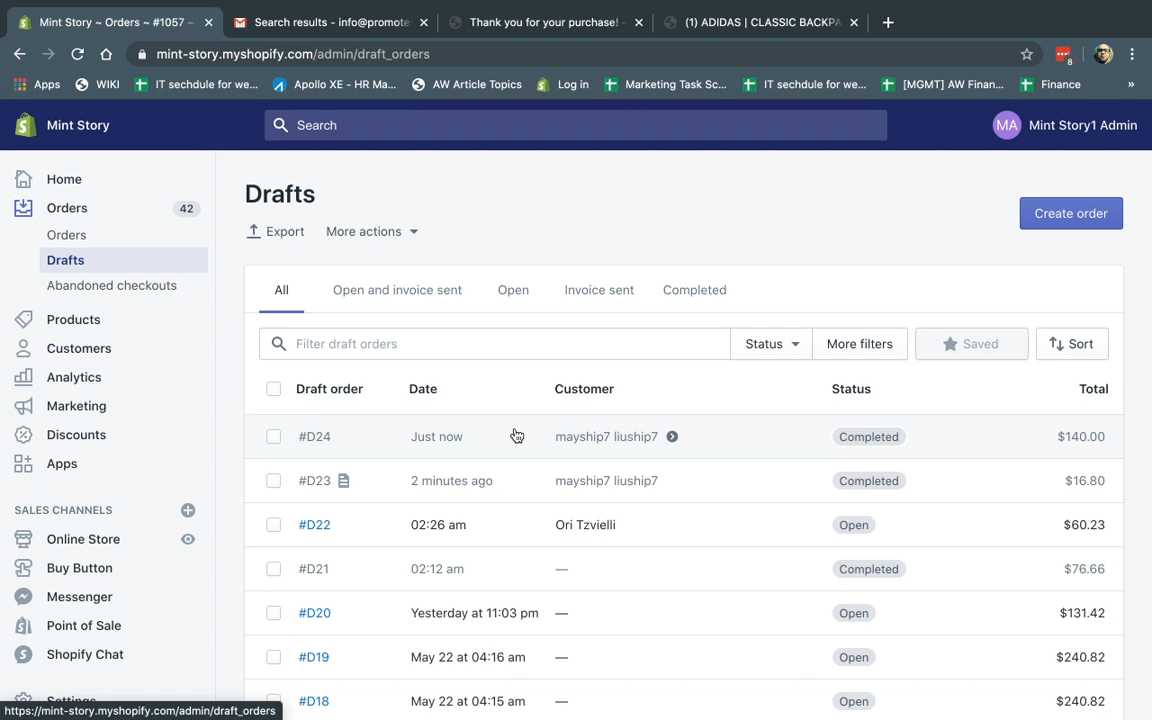 Mint Story ~ Orders ~ #1057 ~
Search results - info@promote
Thank you for your purchase! -
(1) ADIDAS | CLASSIC BACKPA
mint-story.myshopify.com/admin/draft_orders
8
Apps
WIKI
IT sechdule for we...
Apollo XE - HR Ma...
AW Article Topics
Log in
Marketing Task Sc...
IT sechdule for we...
[MGMT] AW Finan...
Finance
»
Mint Story
Search
MA
Mint Story1 Admin
Home
Orders
42
Orders
Drafts
Abandoned checkouts
Products
Customers
Analytics
Marketing
Discounts
Apps
SALES CHANNELS
Online Store
Buy Button
Messenger
Point of Sale
Shopify Chat
Settings
https://mint-story.myshopify.com/admin/draft_orders
Drafts
Export
More actions
Create order
All
Open and invoice sent
Open
Invoice sent
Completed
Filter draft orders
Status
More filters
Saved
Sort
Draft order Date Customer Status Total
#D24 Just now mayship7 liuship7 Completed $140.00
#D23 2 minutes ago mayship7 liuship7 Completed $16.80
#D22 02:26 am Ori Tzvielli Open $60.23
#D21 02:12 am — Completed $76.66
#D20 Yesterday at 11:03 pm — Open $131.42
#D19 May 22 at 04:16 am — Open $240.82
#D18 May 22 at 04:15 am — Open $240.82